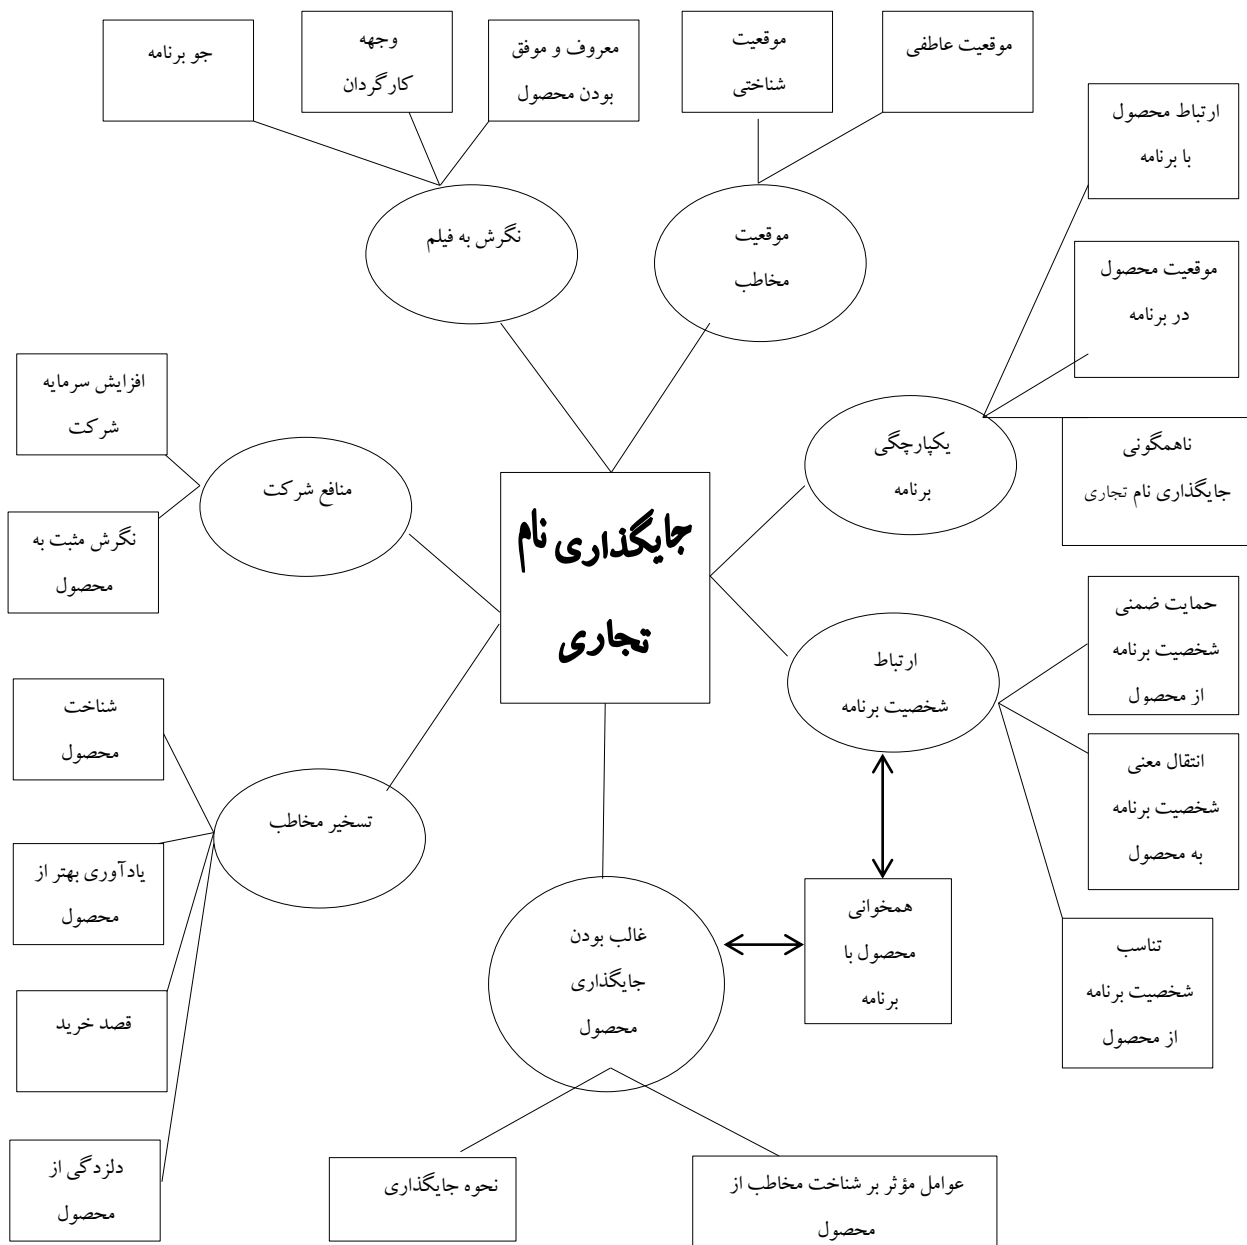 جو برنامه
وجهه
کارگردان
معروف و موفق
بودن محصول
موقعیت
شناختی
موقعیت عاطفی
ارتباط محصول
با برنامه
نگرش به فیلم
موقعیت
مخاطب
موقعیت محصول
در برنامه
افزایش سرمایه
شرکت
منافع شرکت
یکپارچگی
برنامه
ناهمگونی
جایگذاری نام تجاری
نگرش مثبت به
محصول
جایگذاری نام
تجاری
حمایت ضمنی
شخصیت برنامه
از محصول
ارتباط
شخصیت برنامه
شناخت
محصول
انتقال معنی
شخصیت برنامه
به محصول
تسخیر مخاطب
یادآوری بهتر از
محصول
همخوانی
محصول با
برنامه
غالب بودن
جایگذاری
محصول
تناسب
شخصیت برنامه
از محصول
قصد خرید
دلزدگی از
محصول
نحوه جایگذاری
عوامل مؤثر بر شناخت مخاطب از
محصول